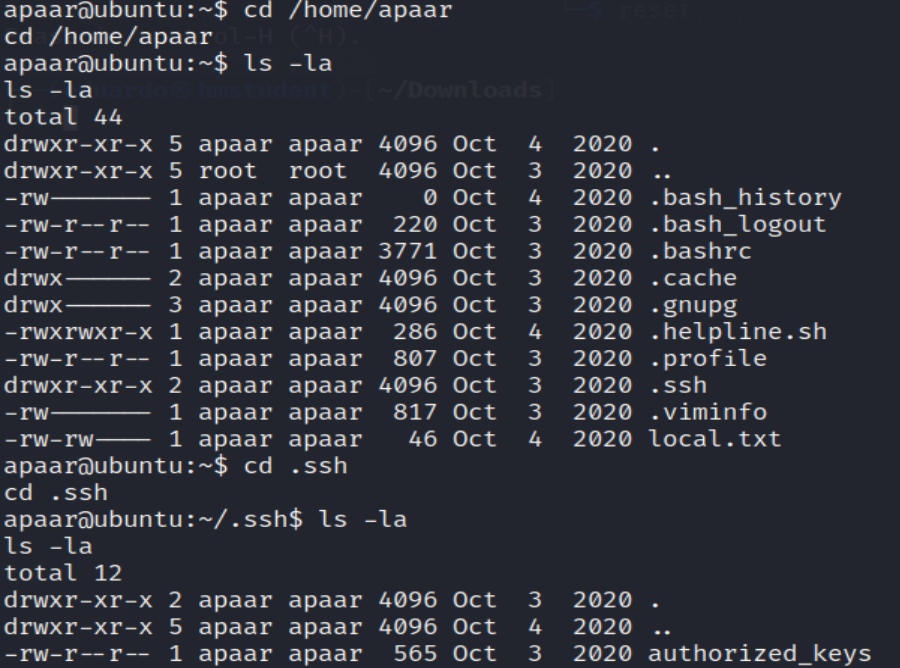 apaar@ubuntu:~$ cd /home/apaar
cd /home/apaar
apaar@ubuntu:~$ ls -la
ls -la
total 44
drwxr-xr-x 5 apaar apaar 4096 Oct  4  2020 .
drwxr-xr-x 5 root  root  4096 Oct  3  2020 ..
-rw------- 1 apaar apaar    0 Oct  4  2020 .bash_history
-rw-r--r-- 1 apaar apaar  220 Oct  3  2020 .bash_logout
-rw-r--r-- 1 apaar apaar 3771 Oct  3  2020 .bashrc
drwx------ 2 apaar apaar 4096 Oct  3  2020 .cache
drwx------ 3 apaar apaar 4096 Oct  3  2020 .gnupg
-rwxrwxr-x 1 apaar apaar  286 Oct  4  2020 .helpline.sh
-rw-r--r-- 1 apaar apaar  807 Oct  3  2020 .profile
drwxr-xr-x 2 apaar apaar 4096 Oct  3  2020 .ssh
-rw------- 1 apaar apaar  817 Oct  3  2020 .viminfo
-rw-rw---- 1 apaar apaar   46 Oct  4  2020 local.txt
apaar@ubuntu:~$ cd .ssh
cd .ssh
apaar@ubuntu:~/.ssh$ ls -la
ls -la
total 12
drwxr-xr-x 2 apaar apaar 4096 Oct  3  2020 .
drwxr-xr-x 5 apaar apaar 4096 Oct  4  2020 ..
-rw-r--r-- 1 apaar apaar  565 Oct  3  2020 authorized_keys